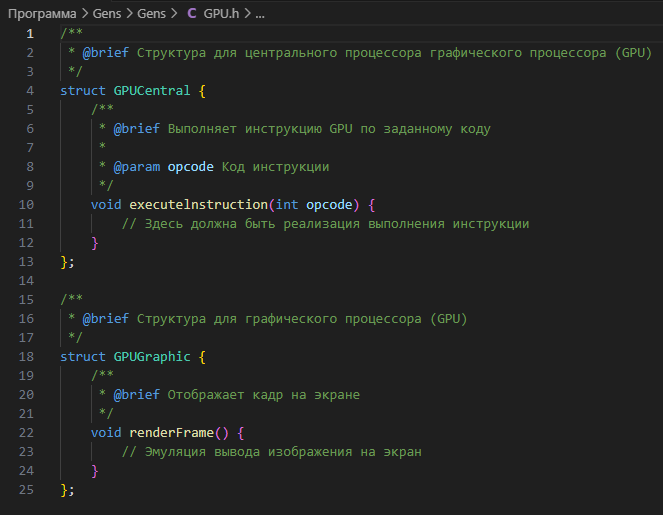 Программа > Gens > Gens > C GPU.h > ...
1 /**
2  * @brief Структура для центрального процессора графического процессора (GPU)
3  */
4 struct GPUCentral {
5     /**
6      * @brief Выполняет инструкцию GPU по заданному коду
7      *
8      * @param opcode Код инструкции
9      */
10     void executelnstruction(int opcode) {
11         // Здесь должна быть реализация выполнения инструкции
12     }
13 };
14
15 /**
16  * @brief Структура для графического процессора (GPU)
17  */
18 struct GPUGraphic {
19     /**
20      * @brief Отображает кадр на экране
21      */
22     void renderFrame() {
23         // Эмуляция вывода изображения на экран
24     }
25 };